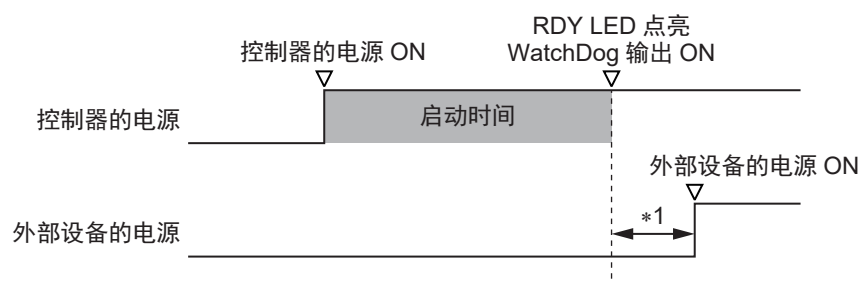 RDY LED 点亮
控制器的电源 ON
WatchDog 输出 ON
控制器的电源
启动时间
外部设备的电源 ON
外部设备的电源
*1